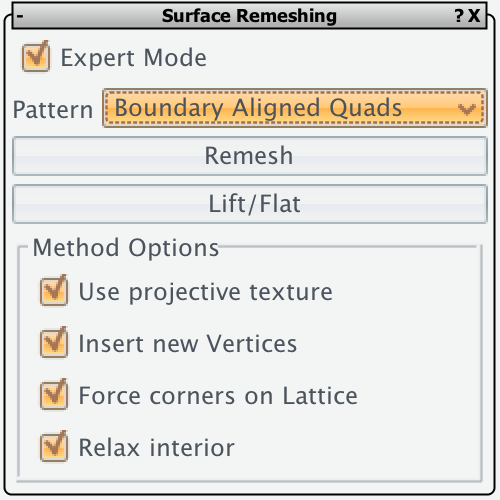 - Surface Remeshing ? X
Expert Mode
Pattern Boundary Aligned Quads
Remesh
Lift/Flat
Method Options
Use projective texture
Insert new Vertices
Force corners on Lattice
Relax interior